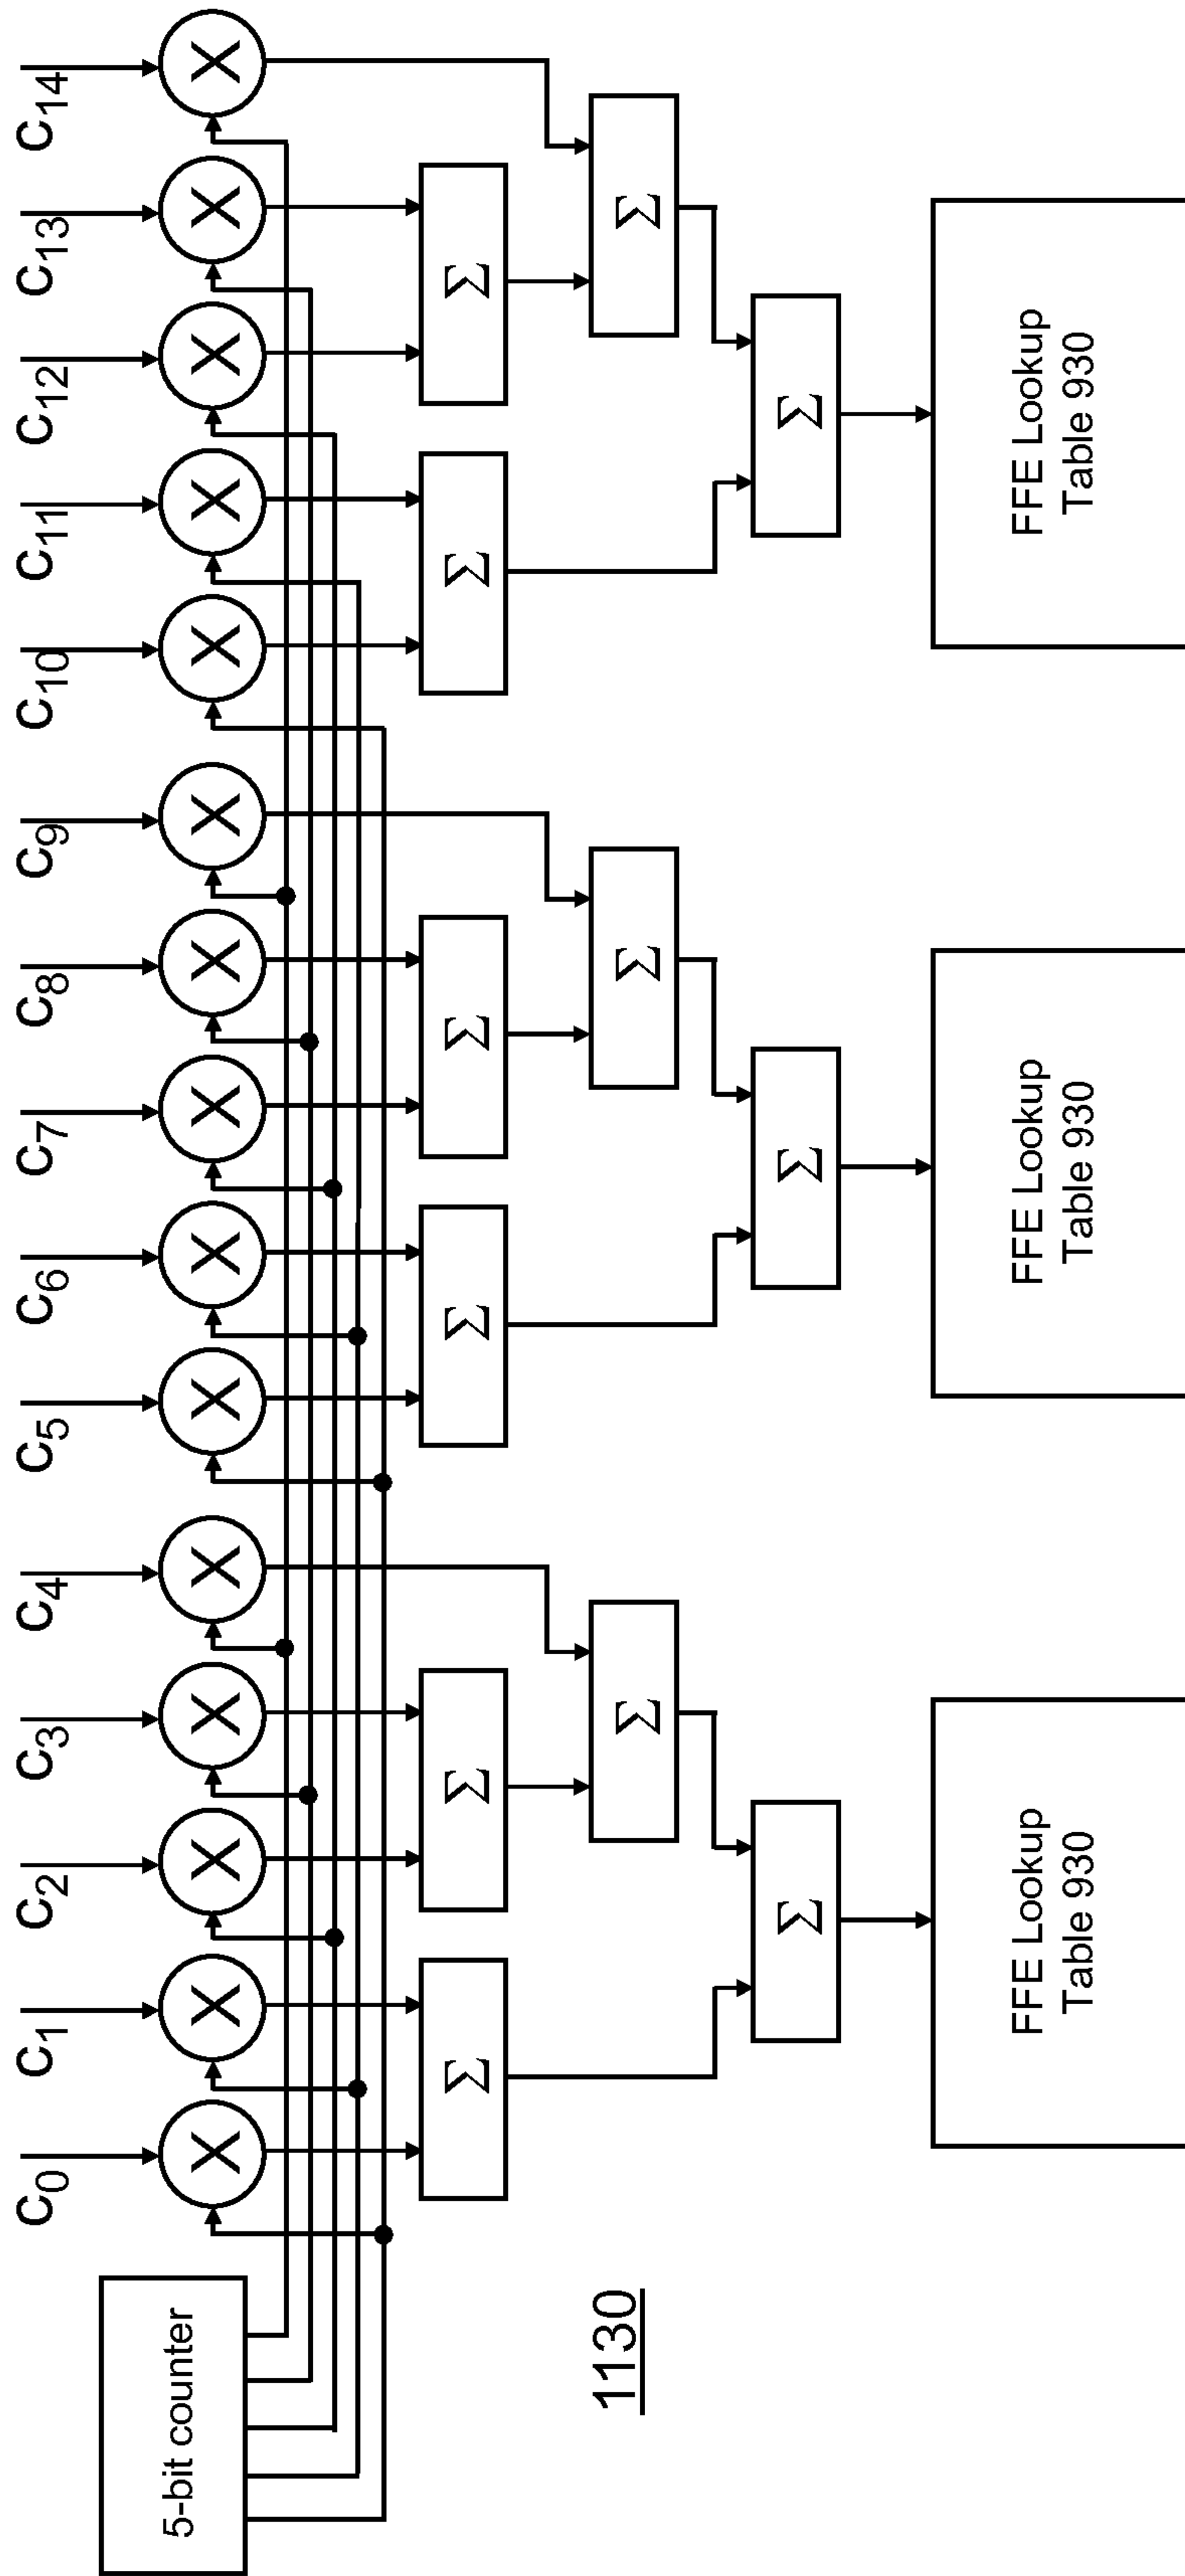 C0 C1 C2 C3 C4 C5 C6 C7 C8 C9 C10 C11 C12 C13 C14
X X X X X X X X X X X X X X X
5-bit counter
Σ Σ Σ Σ Σ Σ
Σ Σ Σ
1130
Σ Σ Σ
FFE Lookup
Table 930
FFE Lookup
Table 930
FFE Lookup
Table 930